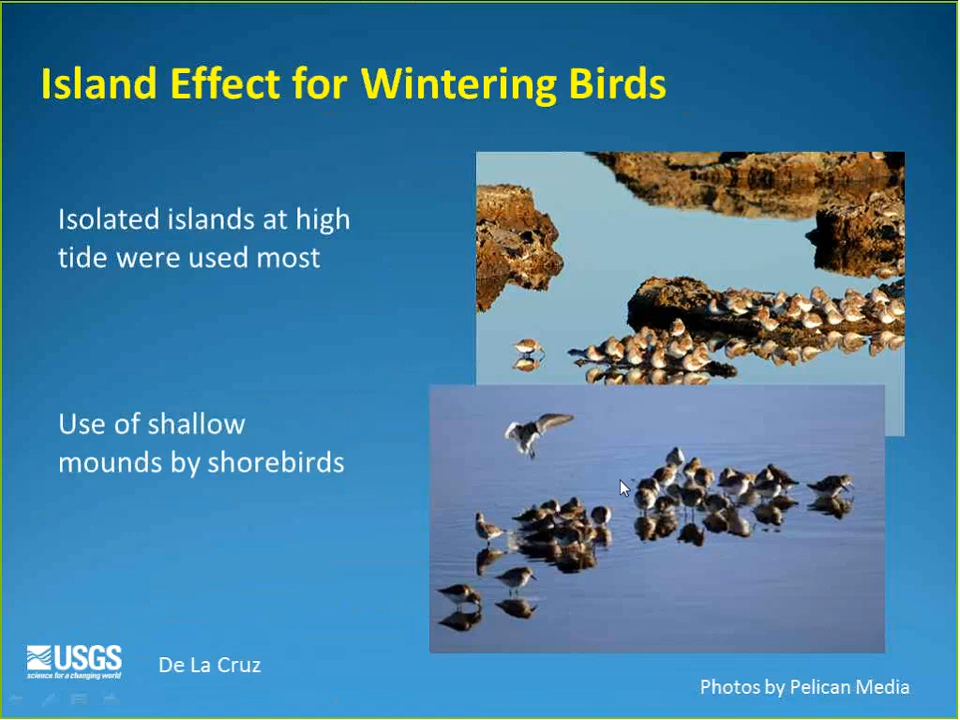 Island Effect for Wintering Birds
Isolated islands at high
tide were used most
Use of shallow
mounds by shorebirds
USGS
science for a changing world
De La Cruz
Photos by Pelican Media